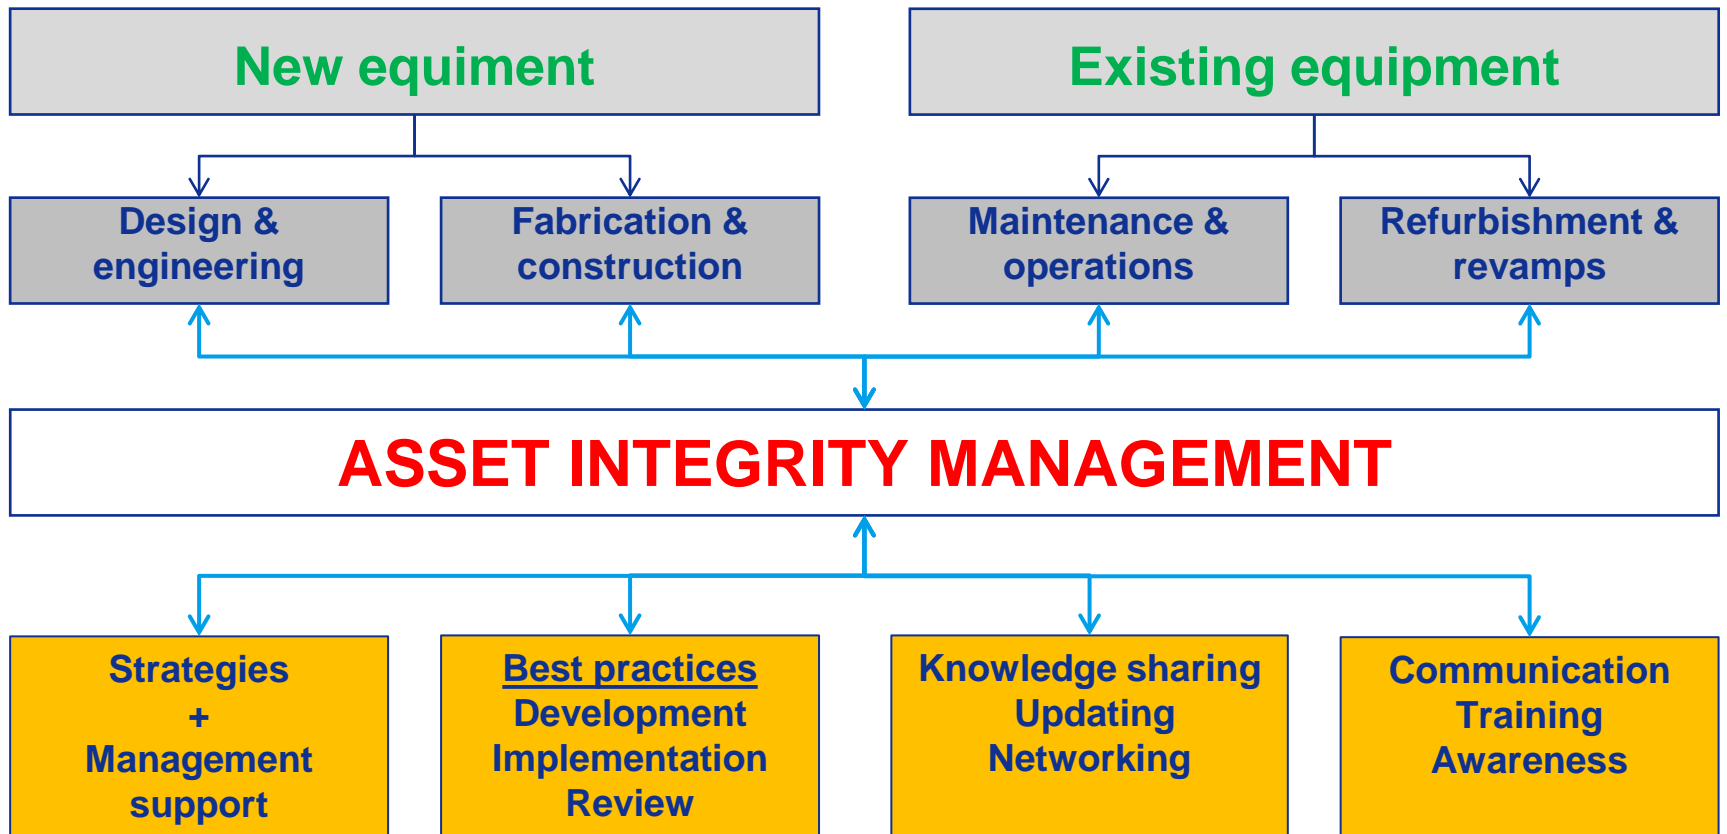 New equiment
Existing equipment
Design &
engineering
Fabrication &
construction
Maintenance &
operations
Refurbishment &
revamps
ASSET INTEGRITY MANAGEMENT
Strategies
+
Management
support
Best practices
Development
Implementation
Review
Knowledge sharing
Updating
Networking
Communication
Training
Awareness